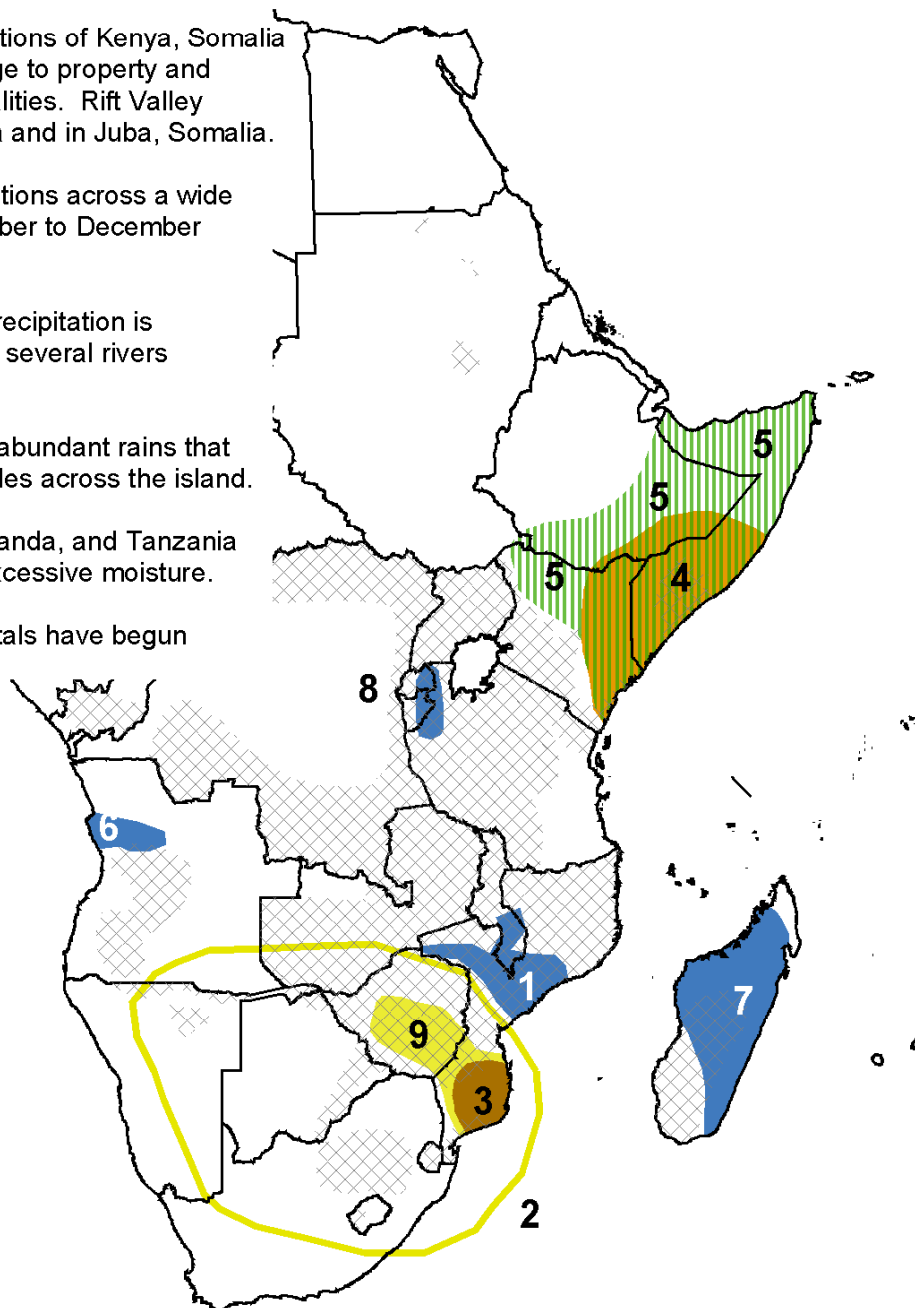 tions of Kenya, Somalia
ge to property and
alities. Rift Valley
a and in Juba, Somalia.
tions across a wide
ber to December
recipitation is
several rivers
abundant rains that
les across the island.
anda, and Tanzania
xcessive moisture.
tals have begun
5
5
5
4
8
6
1
7
9
3
2